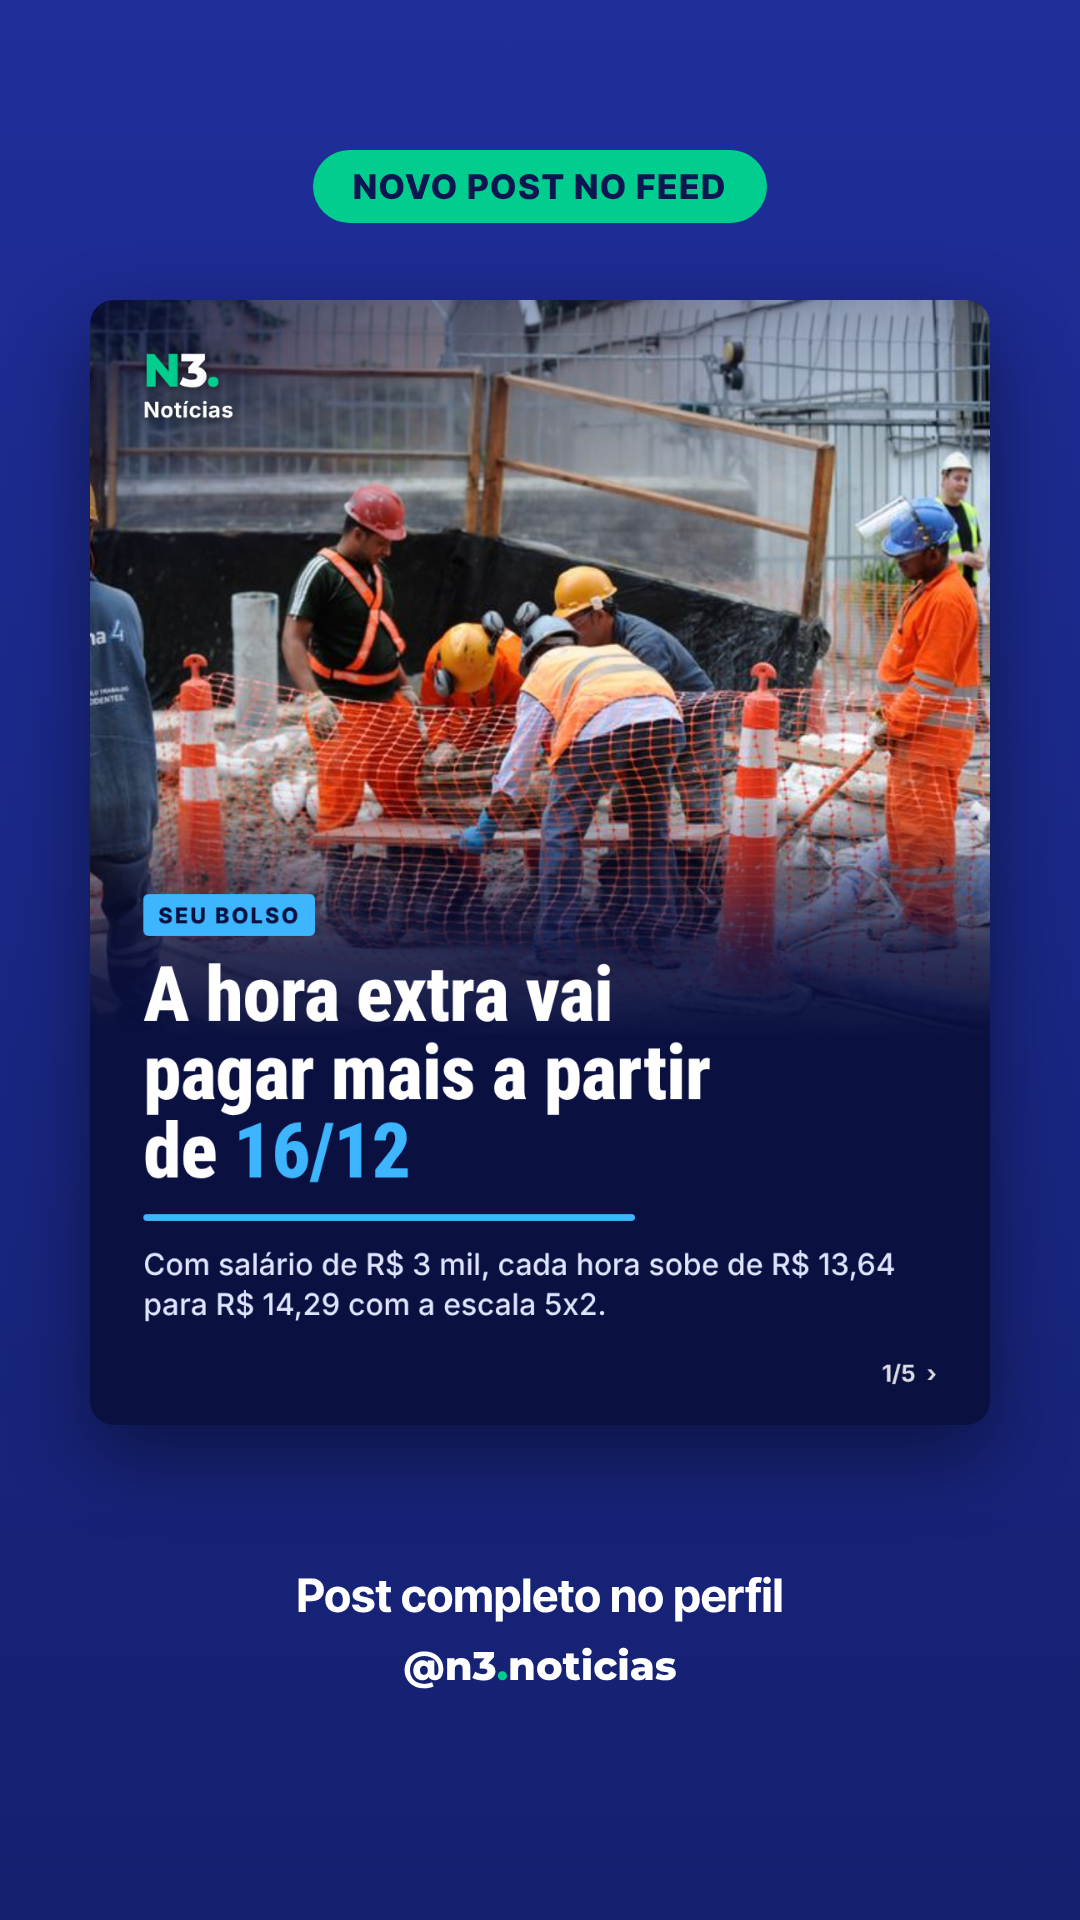 NOVO POST NO FEED
N3.
Notícias
na 4
SEU BOLSO
A hora extra vai
pagar mais a partir
de 16/12
Com salário de R$ 3 mil, cada hora sobe de R$ 13,64
para R$ 14,29 com a escala 5x2.
1/5 ›
Post completo no perfil
@n3.noticias